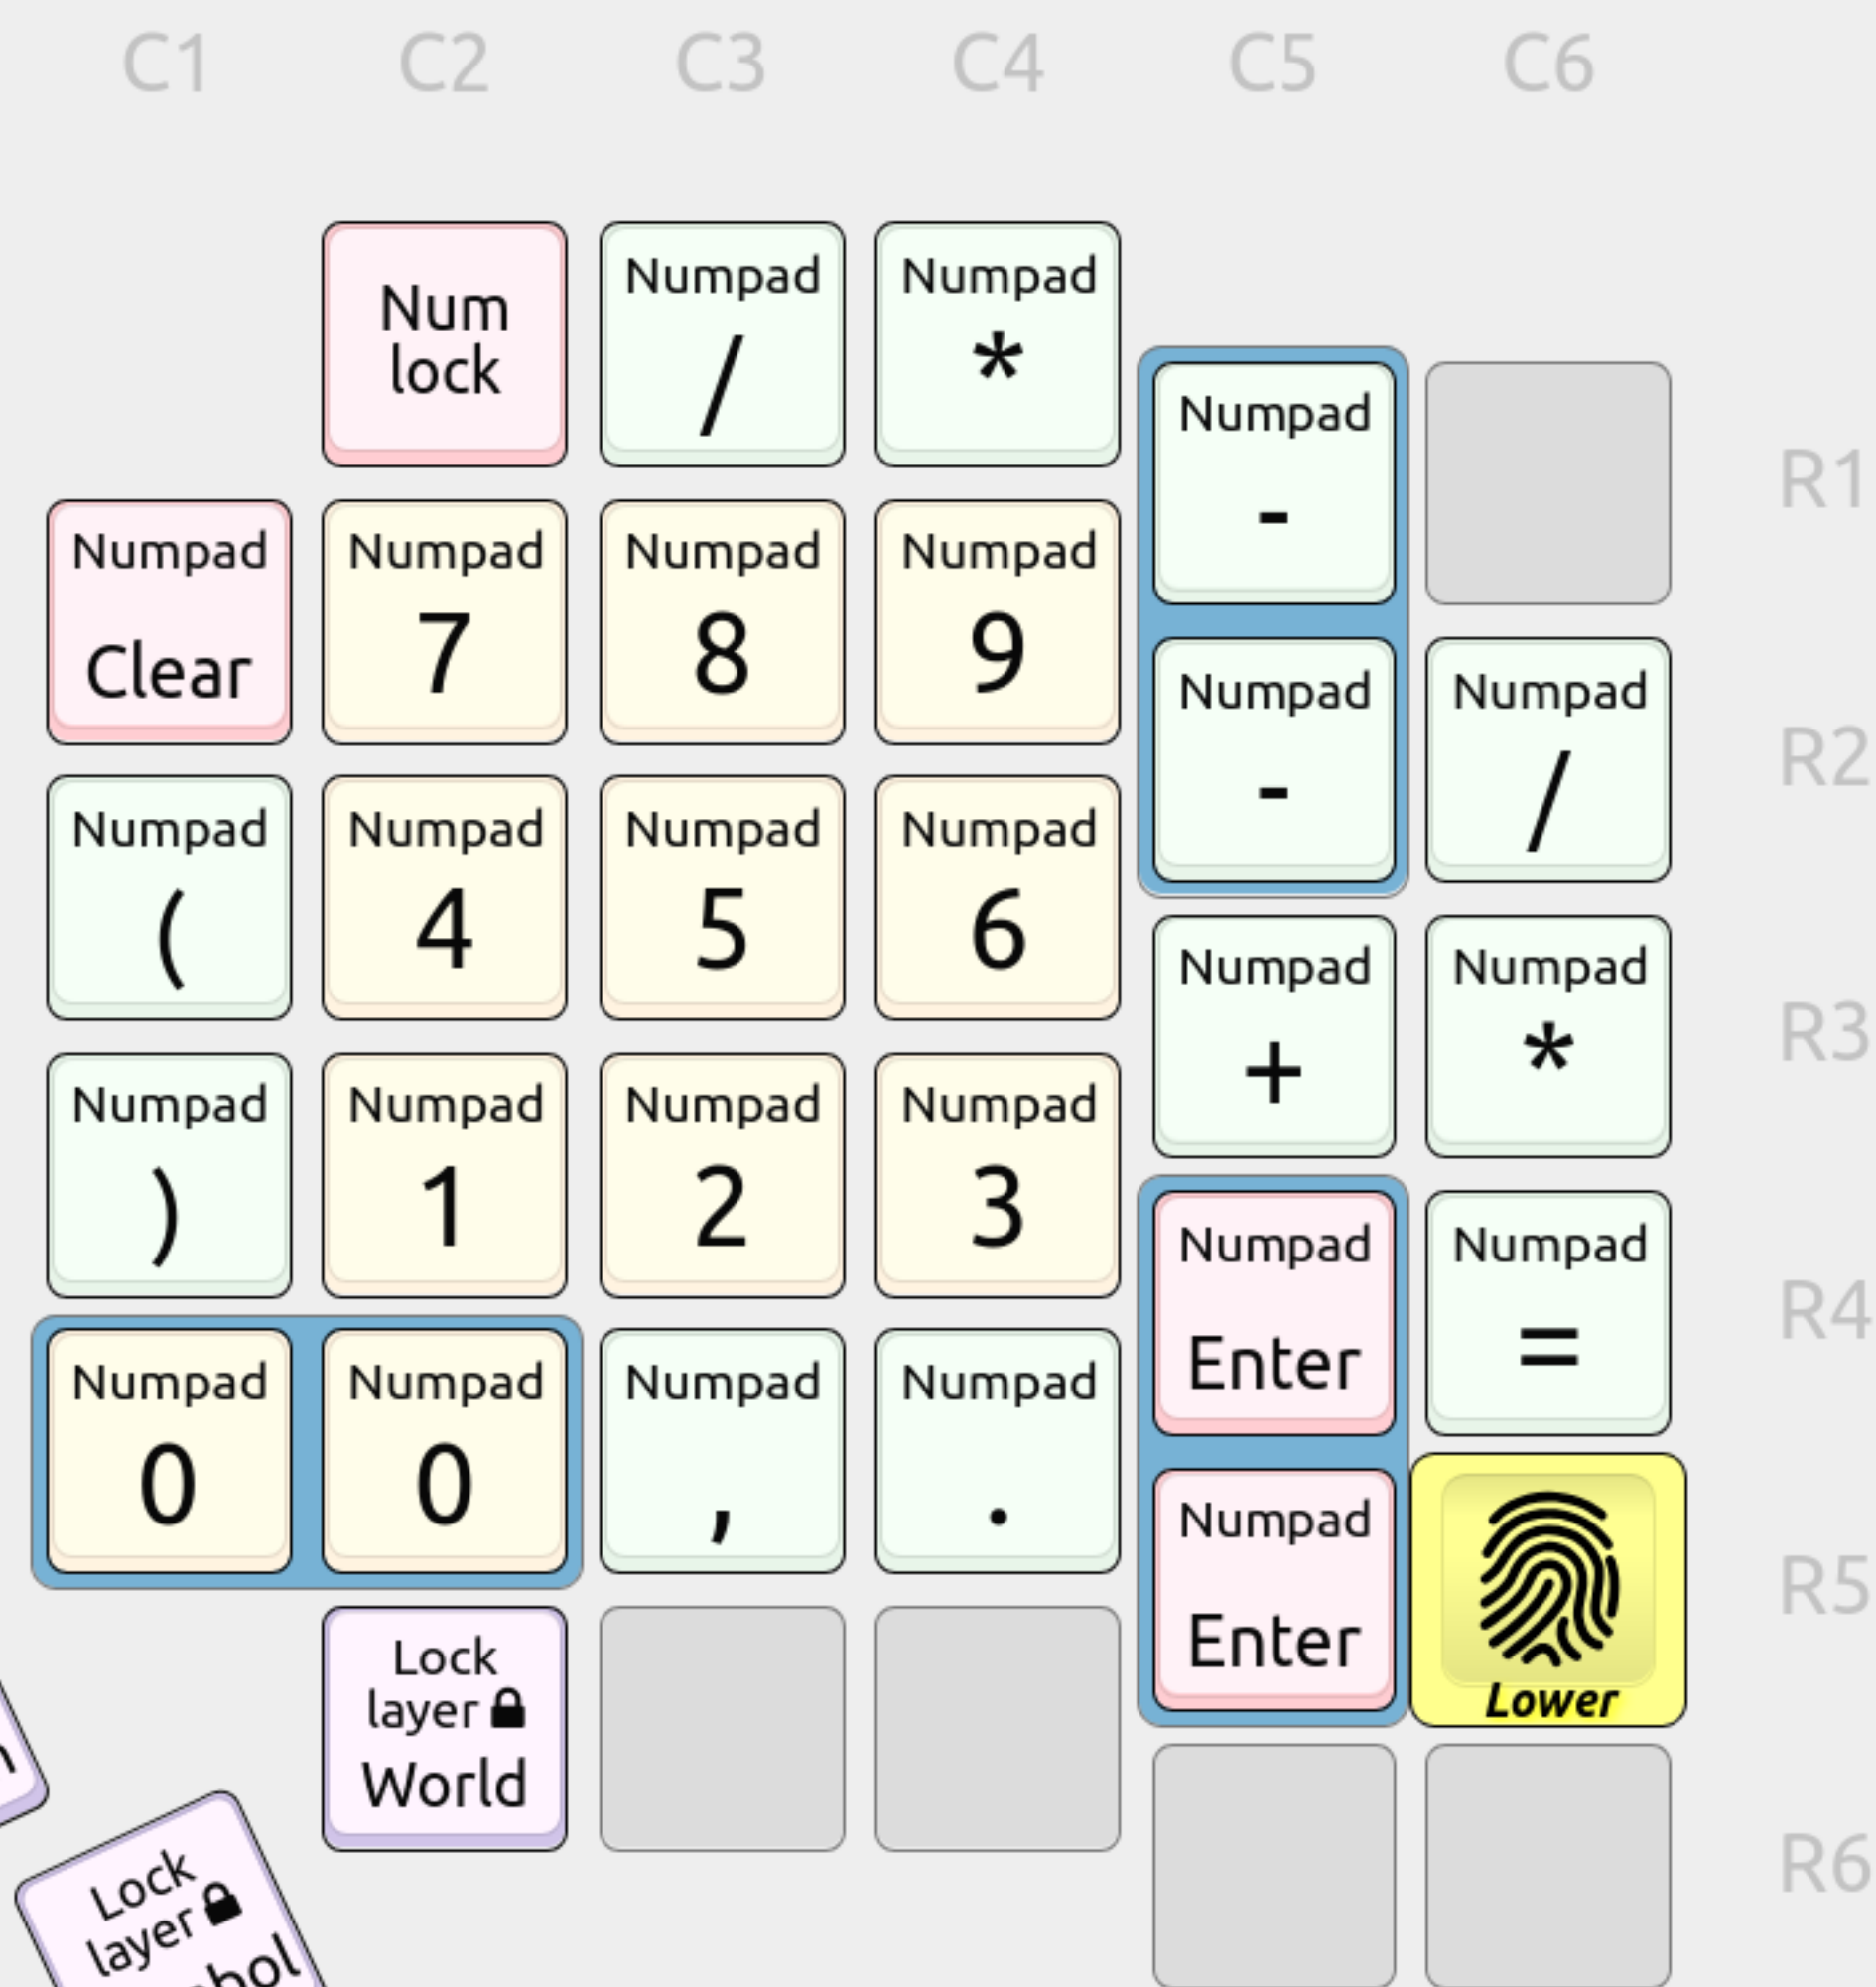 C1 C2 C3 C4 C5 C6
Num
lock
Numpad
/
Numpad
*
Numpad
-
R1
Numpad
Clear
Numpad
7
Numpad
8
Numpad
9
Numpad
-
Numpad
/
R2
Numpad
(
Numpad
4
Numpad
5
Numpad
6
Numpad
+
Numpad
*
R3
Numpad
)
Numpad
1
Numpad
2
Numpad
3
Numpad
Enter
Numpad
=
R4
Numpad
0
Numpad
0
Numpad
,
Numpad
.
Numpad
Enter
Lower
R5
Lock
layer
World
R6
Lock
layer